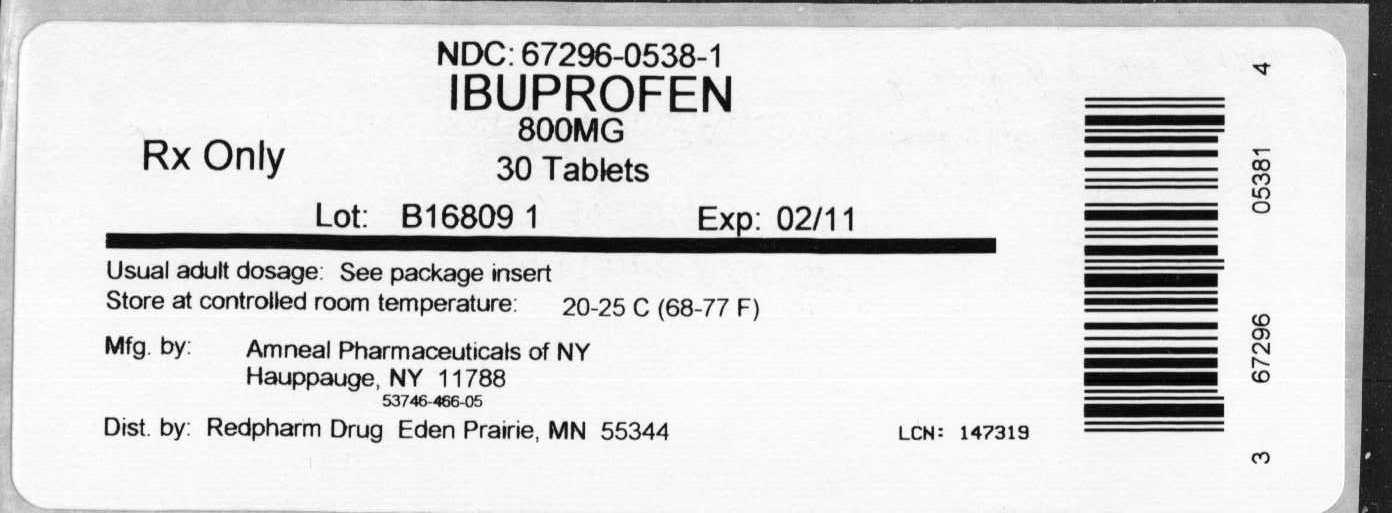 NDC: 67296-0538-1
IBUPROFEN
800MG
Rx Only
30 Tablets
Lot: B16809 1 Exp: 02/11
Usual adult dosage: See package insert
Store at controlled room temperature: 20-25 C (68-77 F)
Mfg. by: Amneal Pharmaceuticals of NY
Hauppauge, NY 11788
53746-466-05
Dist. by: Redpharm Drug Eden Prairie, MN 55344
LCN: 147319
3 67296 05381 4